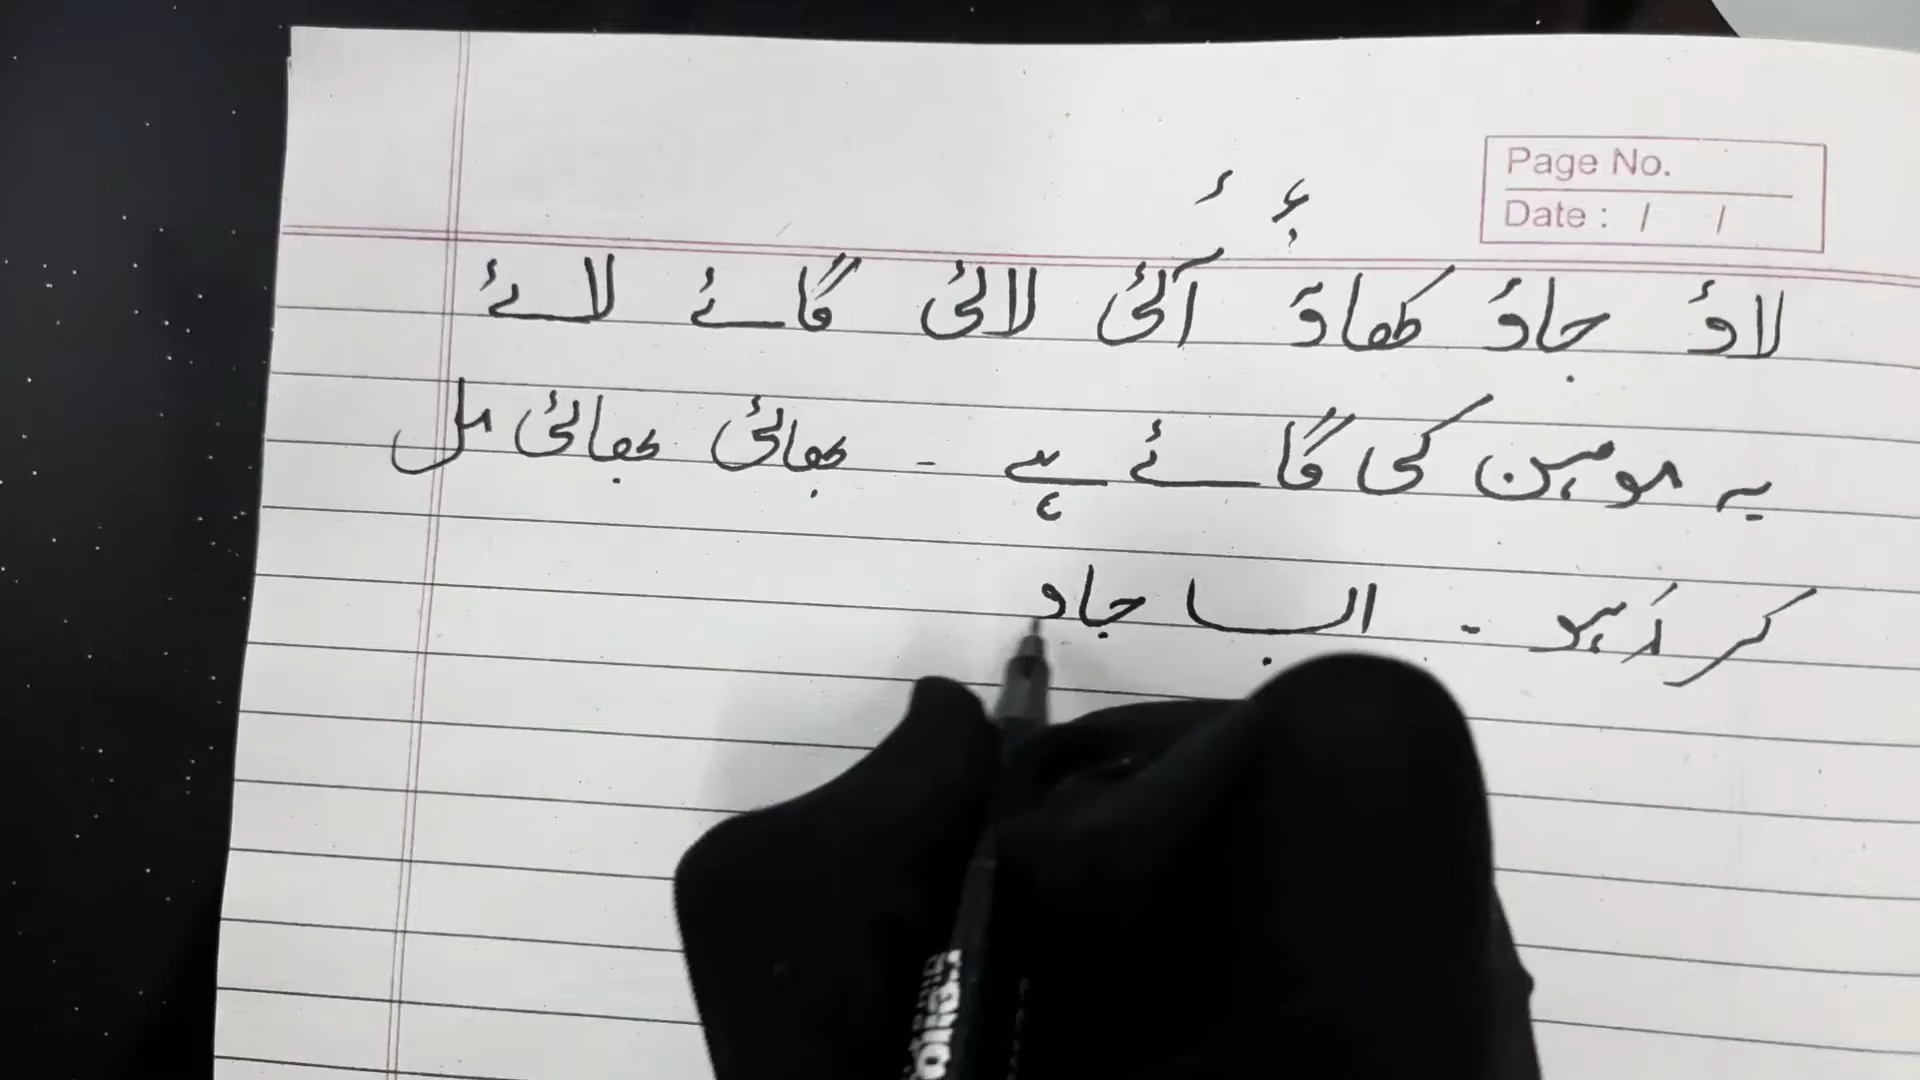 Page No.
Date : / /
ء ئ
لاؤ جاؤ کھاؤ آئی لائی گائے لائے
یہ موہن کی گائے ہے ۔ بھائی بھائی مل
کر رہو ۔ اب جاو